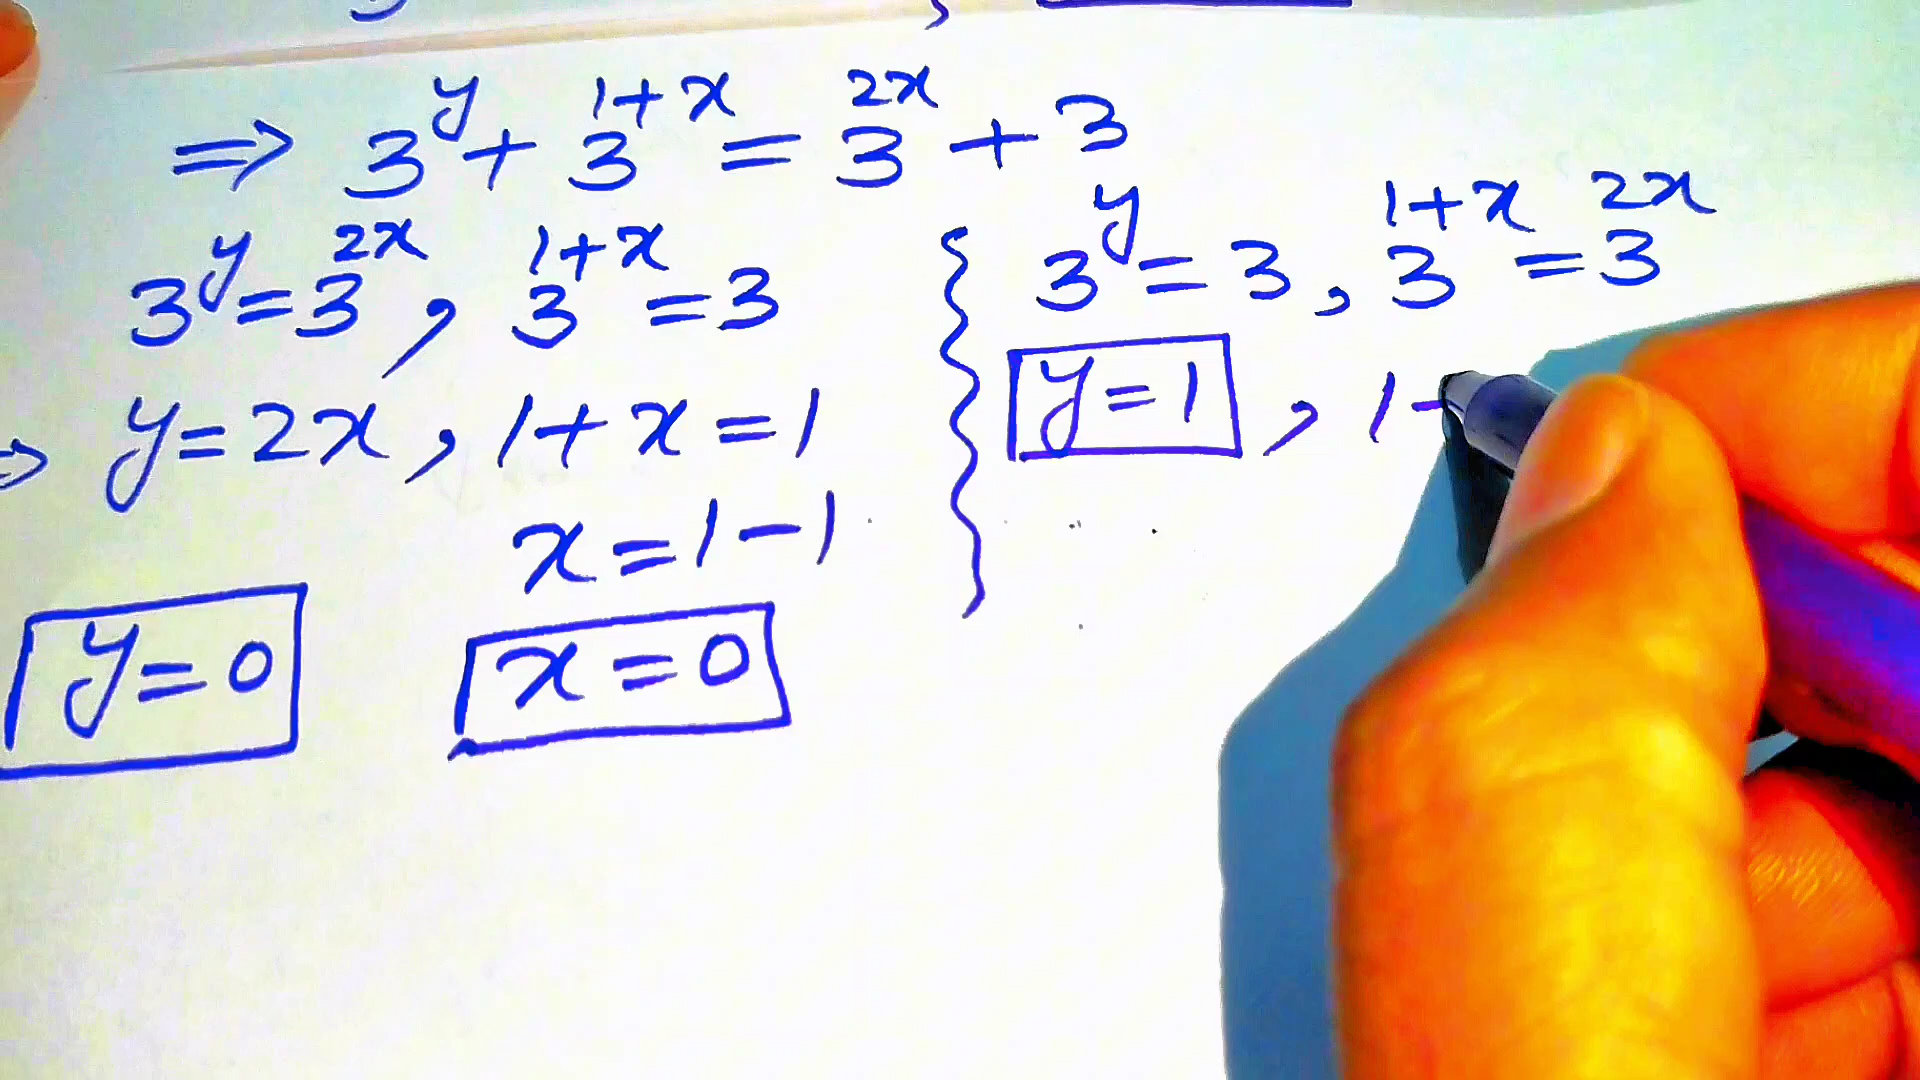 ⇒ 3^y + 3^{1+x} = 3^{2x} + 3
3^y = 3^{2x}, 3^{1+x} = 3
⇒ y = 2x, 1+x = 1
x = 1-1
y = 0 x = 0
3^y = 3, 3^{1+x} = 3^{2x}
y = 1, 1